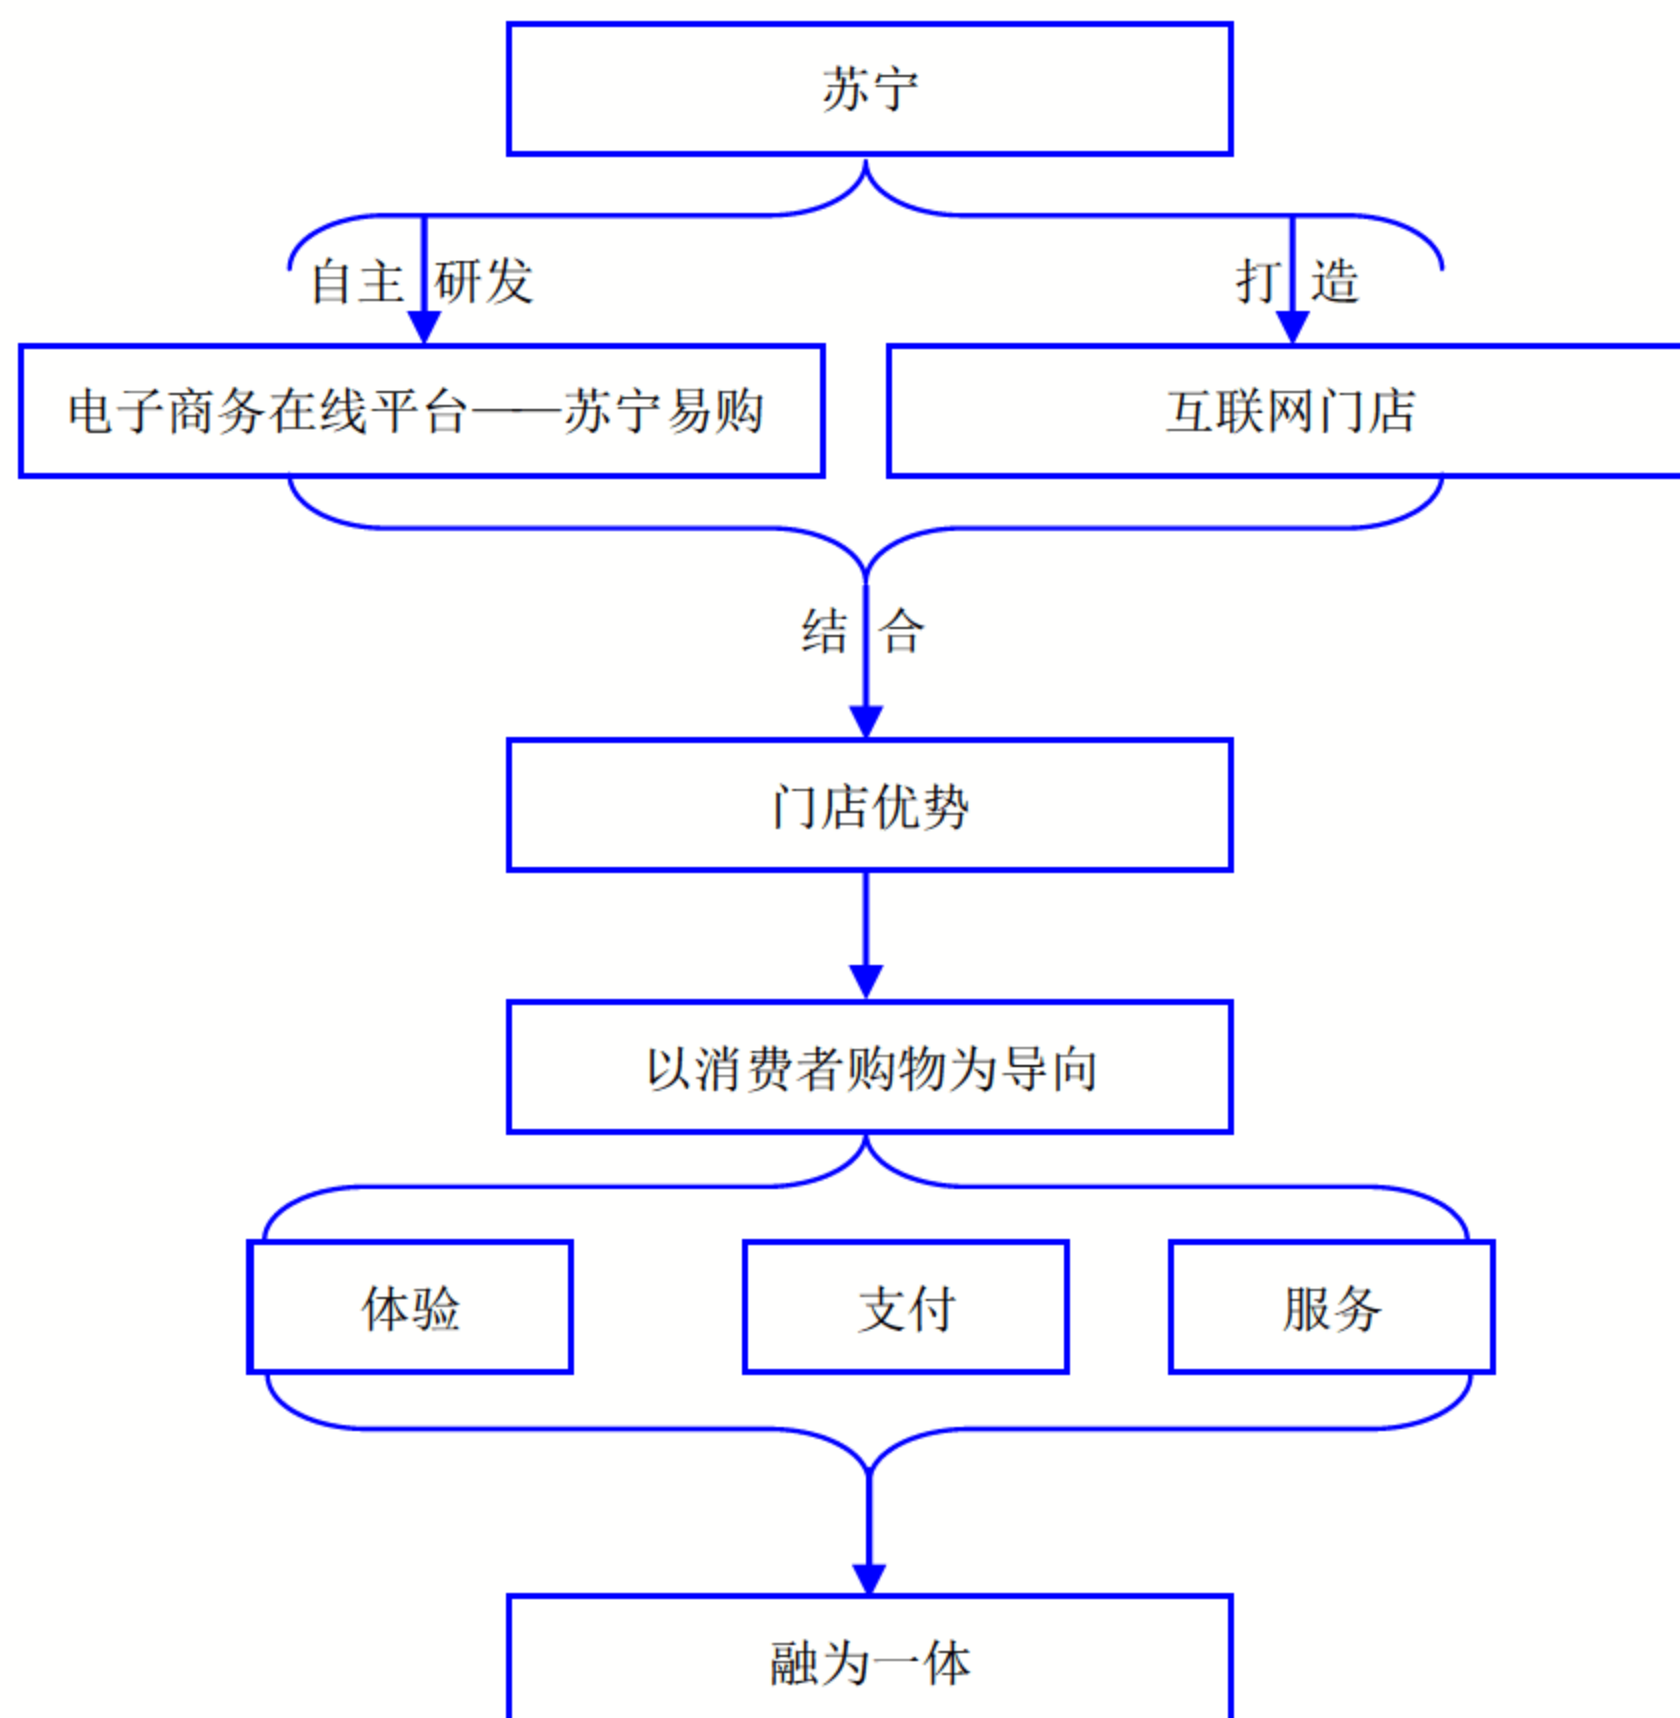 苏宁
自主 研发
打 造
电子商务在线平台——苏宁易购
互联网门店
结 合
门店优势
以消费者购物为导向
体验
支付
服务
融为一体